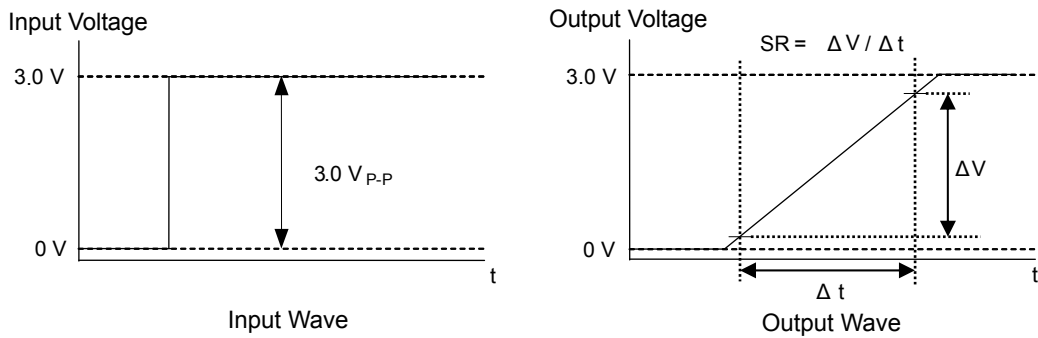 Input Voltage
3.0 V
3.0 V P-P
0 V
t
Input Wave
Output Voltage
SR = ΔV / Δt
3.0 V
ΔV
0 V
t
Δt
Output Wave